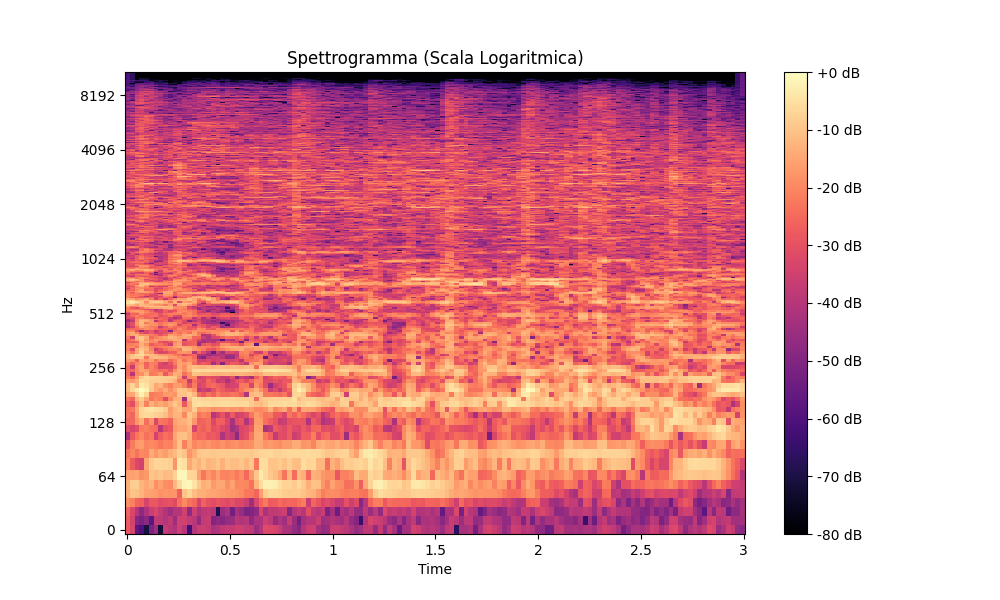 Spettrogramma (Scala Logaritmica)
Hz
8192
4096
2048
1024
512
256
128
64
0
0
0.5
1
1.5
2
2.5
3
Time
+0 dB
-10 dB
-20 dB
-30 dB
-40 dB
-50 dB
-60 dB
-70 dB
-80 dB